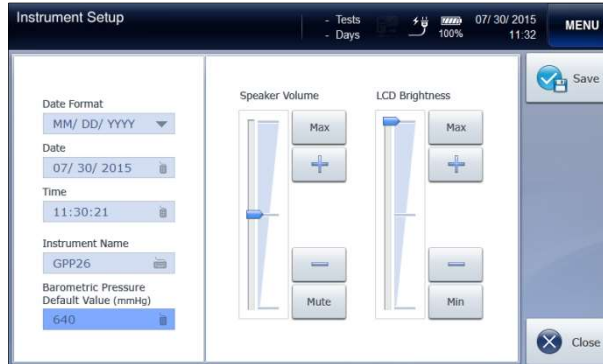 Instrument Setup
- Tests
- Days
100%
07/ 30/ 2015
11:32
MENU
Date Format
MM/ DD/ YYYY
Date
07/ 30/ 2015
Time
11:30:21
Instrument Name
GPP26
Barometric Pressure
Default Value (mmHg)
640
Speaker Volume
Max
Mute
LCD Brightness
Max
Min
Save
Close